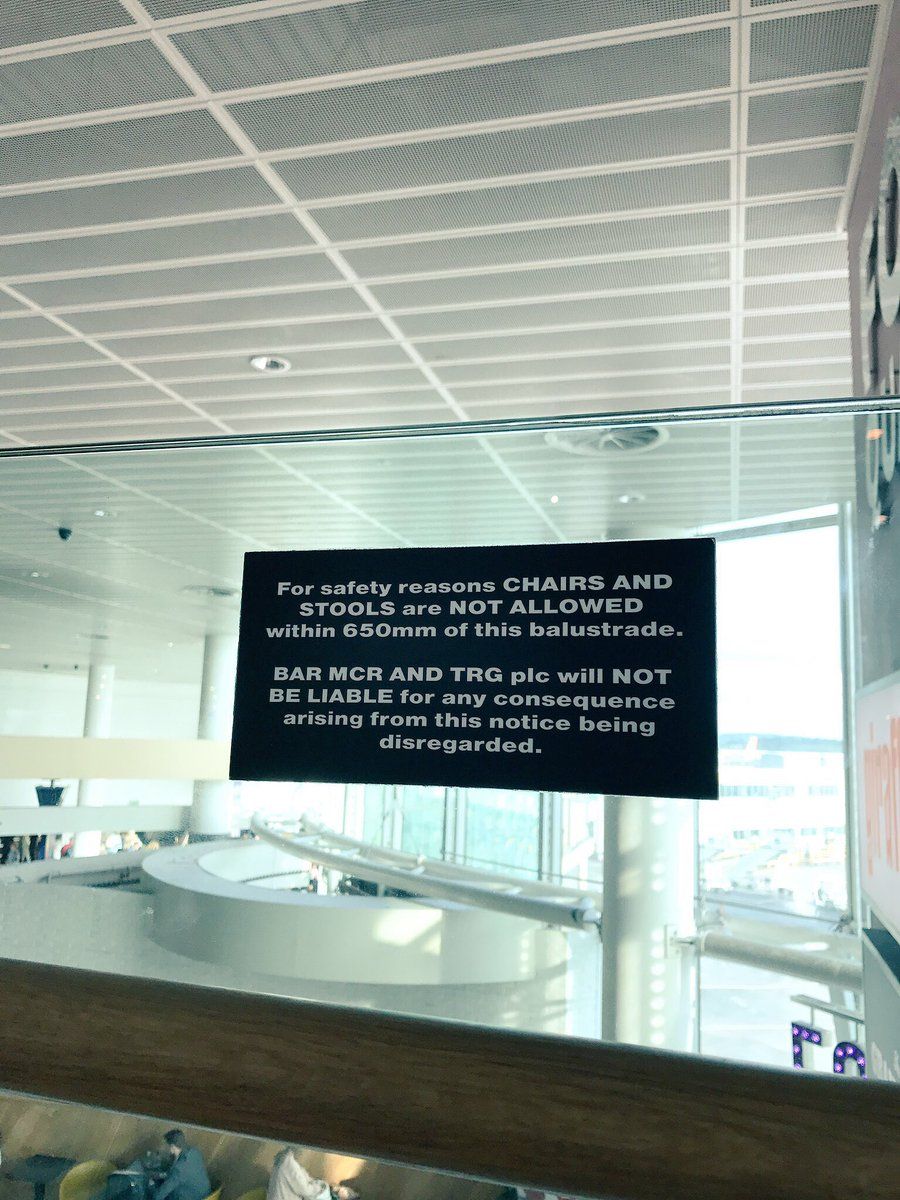 For safety reasons CHAIRS AND
STOOLS are NOT ALLOWED
within 650mm of this balustrade.
BAR MCR AND TRG plc will NOT
BE LIABLE for any consequence
arising from this notice being
disregarded.